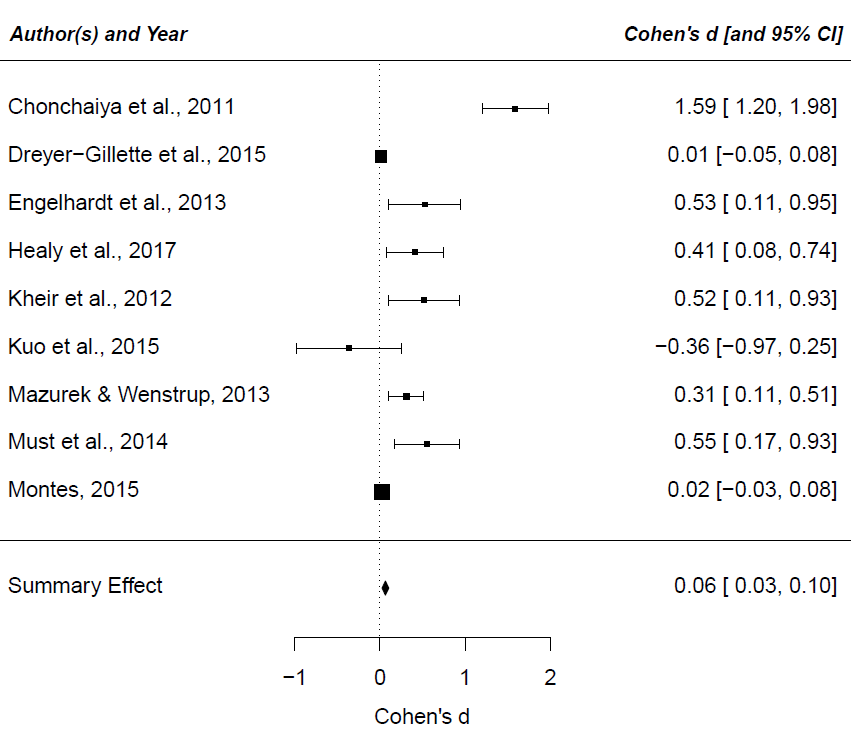 Author(s) and Year Cohen's d [and 95% CI]
Chonchaiya et al., 2011 1.59 [ 1.20, 1.98]
Dreyer−Gillette et al., 2015 0.01 [−0.05, 0.08]
Engelhardt et al., 2013 0.53 [ 0.11, 0.95]
Healy et al., 2017 0.41 [ 0.08, 0.74]
Kheir et al., 2012 0.52 [ 0.11, 0.93]
Kuo et al., 2015 −0.36 [−0.97, 0.25]
Mazurek & Wenstrup, 2013 0.31 [ 0.11, 0.51]
Must et al., 2014 0.55 [ 0.17, 0.93]
Montes, 2015 0.02 [−0.03, 0.08]
Summary Effect 0.06 [ 0.03, 0.10]
−1 0 1 2
Cohen's d